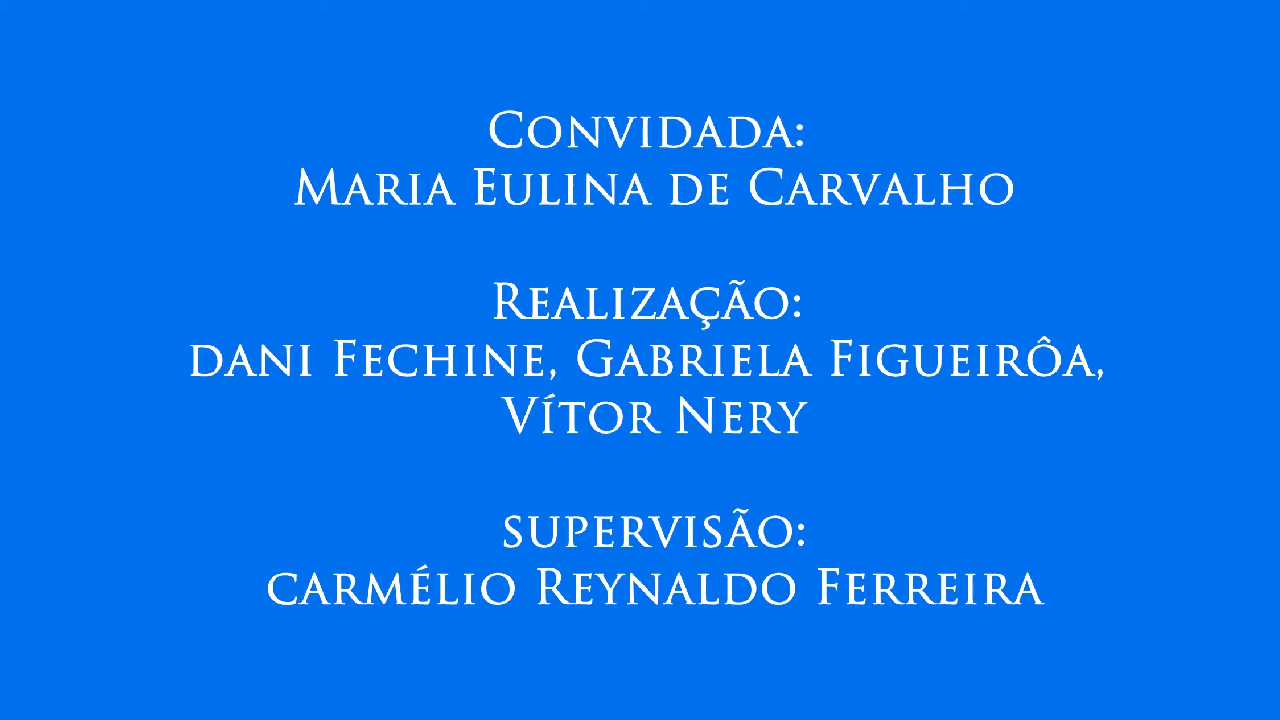 Convidada:
Maria Eulina de Carvalho
Realização:
dani Fechine, Gabriela Figueirôa,
Vítor Nery
supervisão:
carmélio Reynaldo Ferreira